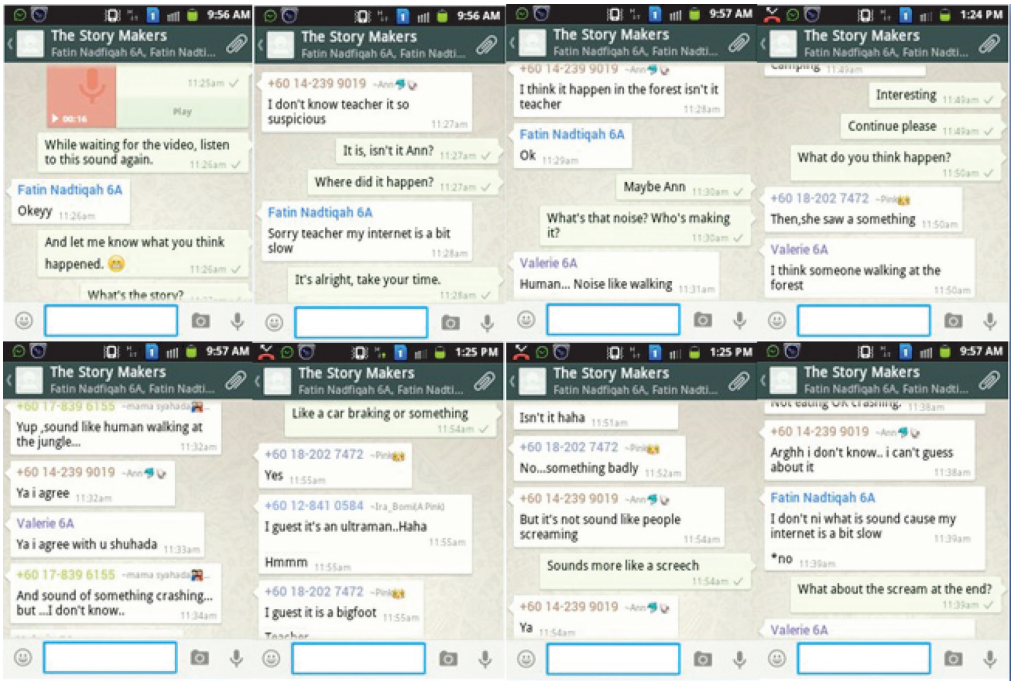 9:56 AM
The Story Makers
Fatin Nadfiqah 6A, Fatin Nadti...
11:25am
00:16
Play
While waiting for the video, listen
to this sound again.
11:26am
Fatin Nadtiqah 6A
Okeyy 11:26am
And let me know what you think
happened.
11:26am
What's the story?
9:56 AM
The Story Makers
Fatin Nadfiqah 6A, Fatin Nadti...
+60 14-239 9019 ~Ann
I don't know teacher it so
suspicious
11:27am
It is, isn't it Ann? 11:27am
Where did it happen? 11:27am
Fatin Nadtiqah 6A
Sorry teacher my internet is a bit
slow
11:28am
It's alright, take your time.
11:28am
9:57 AM
The Story Makers
Fatin Nadfiqah 6A, Fatin Nadti...
+60 14-239 9019 ~Ann
I think it happen in the forest isn't it
teacher
11:28am
Fatin Nadtiqah 6A
Ok 11:29am
Maybe Ann 11:30am
What's that noise? Who's making
it?
11:30am
Valerie 6A
Human... Noise like walking 11:31am
1:24 PM
The Story Makers
Fatin Nadfiqah 6A, Fatin Nadti...
Camping 11:49am
Interesting 11:49am
Continue please 11:49am
What do you think happen?
11:50am
+60 18-202 7472 ~Pink
Then,she saw a something 11:50am
Valerie 6A
I think someone walking at the
forest
11:50am
9:57 AM
The Story Makers
Fatin Nadfiqah 6A, Fatin Nadti...
+60 17-839 6155 ~mama syahada
Yup ,sound like human walking at
the jungle...
11:32am
+60 14-239 9019 ~Ann
Ya i agree 11:32am
Valerie 6A
Ya i agree with u shuhada 11:33am
+60 17-839 6155 ~mama syahada
And sound of something crashing...
but ...I don't know..
11:34am
1:25 PM
The Story Makers
Fatin Nadfiqah 6A, Fatin Nadti...
Like a car braking or something
11:54am
+60 18-202 7472 ~Pink
Yes 11:55am
+60 12-841 0584 ~Ira_Bomi(A Pink)
I guest it's an ultraman..Haha
11:55am
Hmmm 11:55am
+60 18-202 7472 ~Pink
I guest it is a bigfoot 11:55am
Teacher
1:25 PM
The Story Makers
Fatin Nadfiqah 6A, Fatin Nadti...
Isn't it haha 11:51am
+60 18-202 7472 ~Pink
No...something badly 11:52am
+60 14-239 9019 ~Ann
But it's not sound like people
screaming
11:54am
Sounds more like a screech
11:54am
+60 14-239 9019 ~Ann
Ya 11:54am
9:57 AM
The Story Makers
Fatin Nadfiqah 6A, Fatin Nadti...
Not eating OK crashing. 11:38am
+60 14-239 9019 ~Ann
Arghh i don't know.. i can't guess
about it
11:38am
Fatin Nadtiqah 6A
I don't ni what is sound cause my
internet is a bit slow
11:39am
*no 11:39am
What about the scream at the end?
11:39am
Valerie 6A